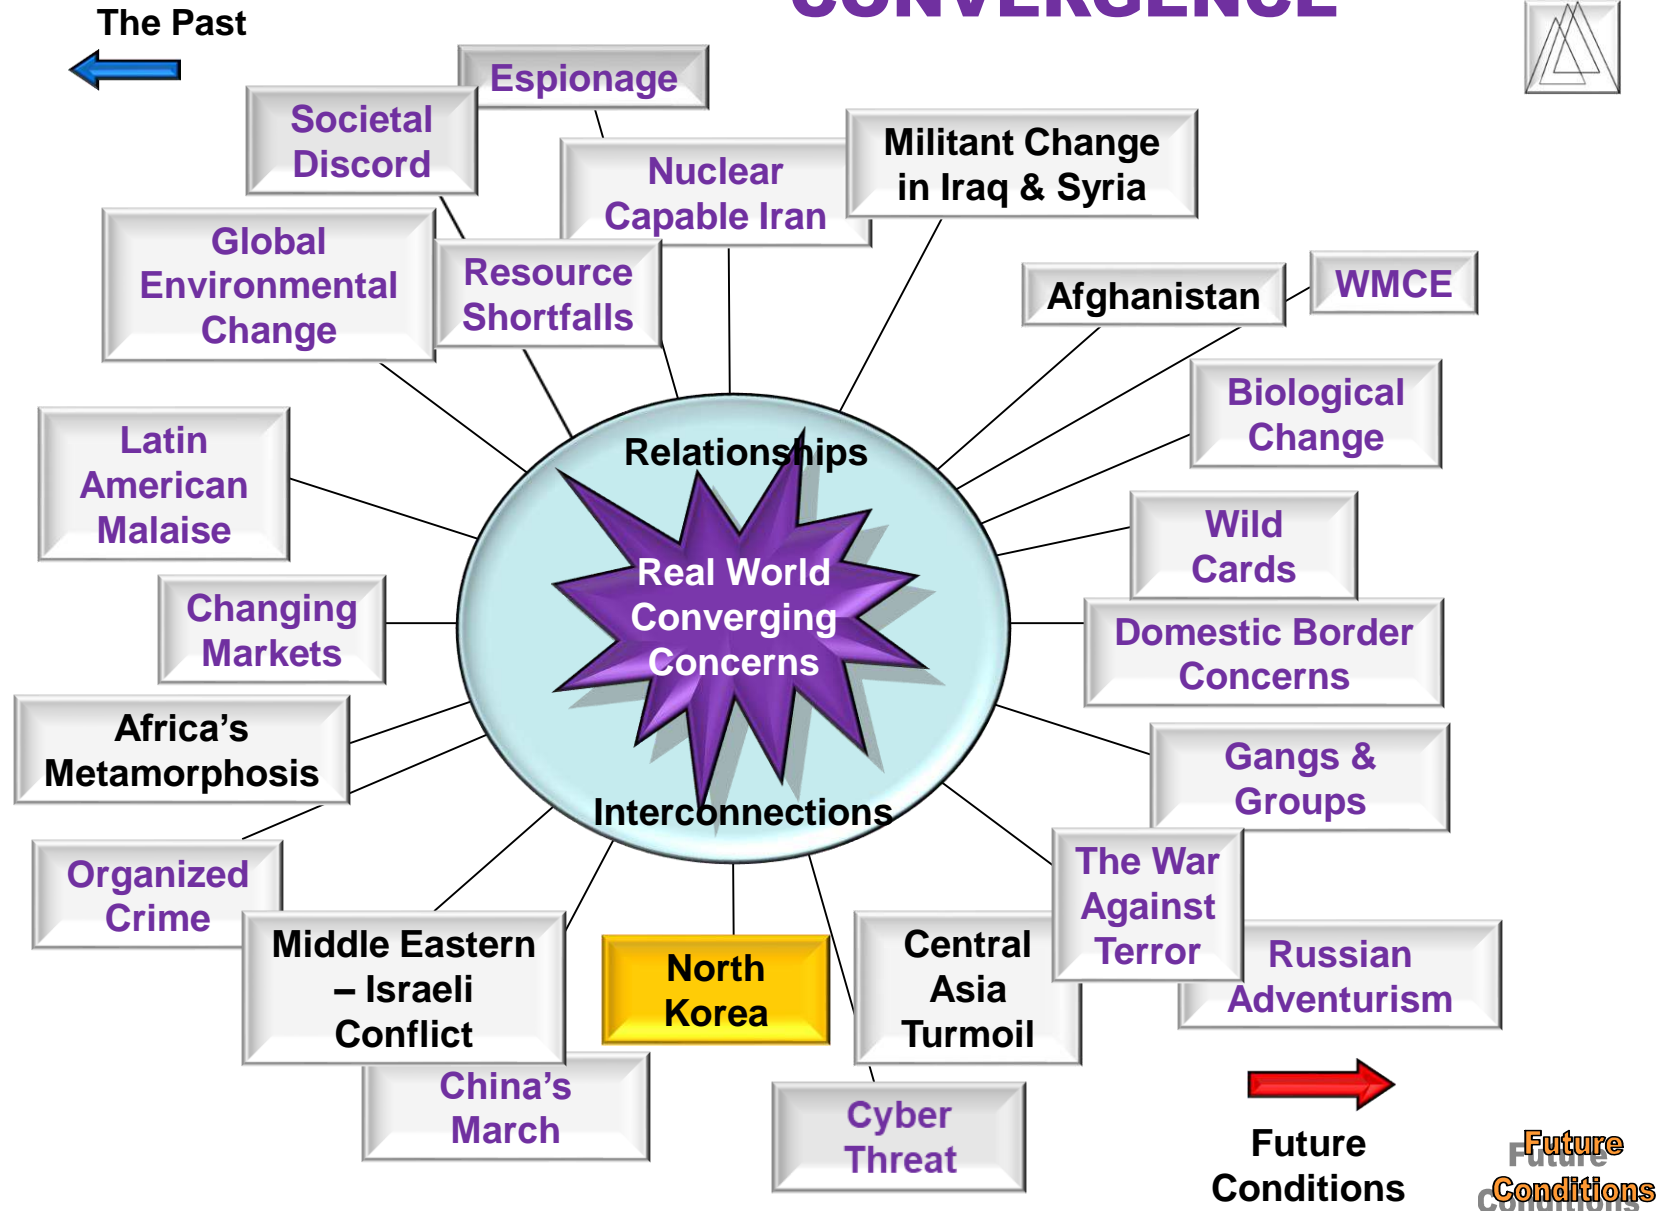 CONVERGENCE
The Past
Espionage
Societal
Discord
Militant Change
in Iraq & Syria
Nuclear
Capable Iran
Global
Environmental
Change
Resource
Shortfalls
Afghanistan
WMCE
Biological
Change
Latin
American
Malaise
Relationships
Wild
Cards
Real World
Converging
Concerns
Changing
Markets
Domestic Border
Concerns
Africa’s
Metamorphosis
Gangs &
Groups
Interconnections
Organized
Crime
The War
Against
Terror
Middle Eastern
– Israeli
Conflict
North
Korea
Central
Asia
Turmoil
Russian
Adventurism
China’s
March
Cyber
Threat
Future
Conditions
Future
Conditions